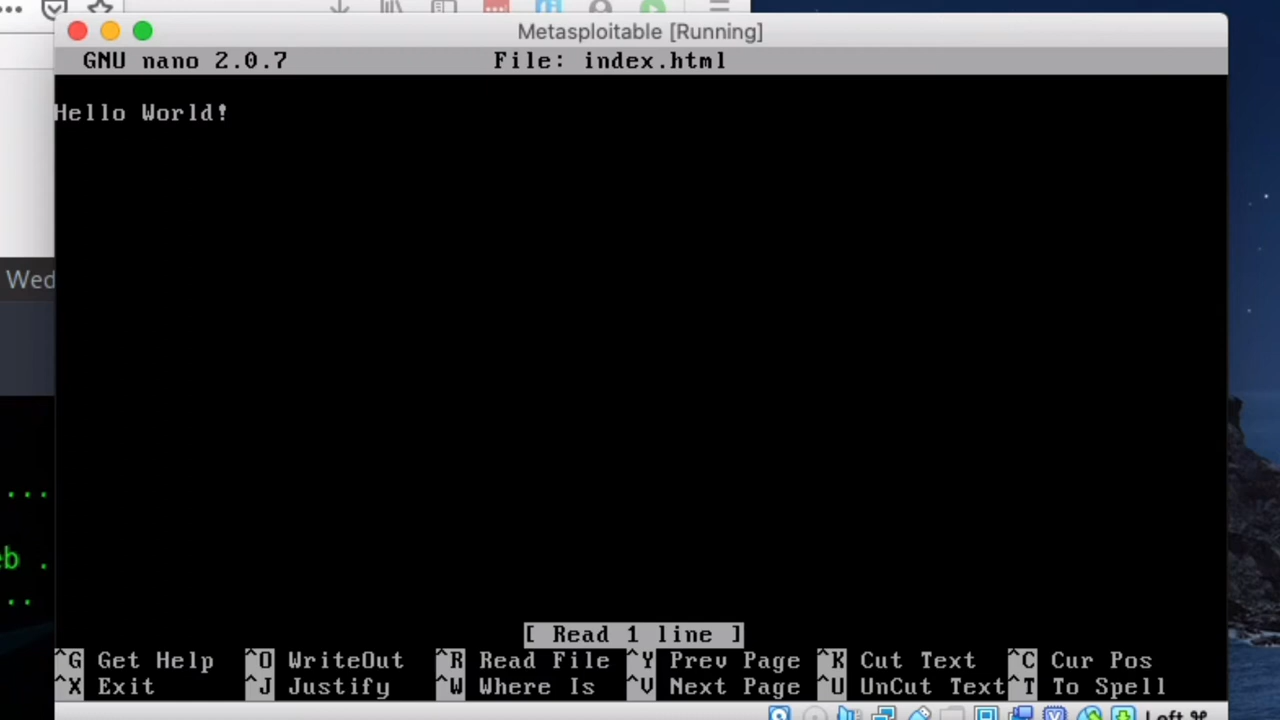 Metasploitable [Running]
GNU nano 2.0.7 File: index.html
Hello World!
Wed
...
eb .
..
[ Read 1 line ]
^G Get Help ^O WriteOut ^R Read File ^Y Prev Page ^K Cut Text ^C Cur Pos
^X Exit ^J Justify ^W Where Is ^V Next Page ^U UnCut Text ^T To Spell
Left ⌘